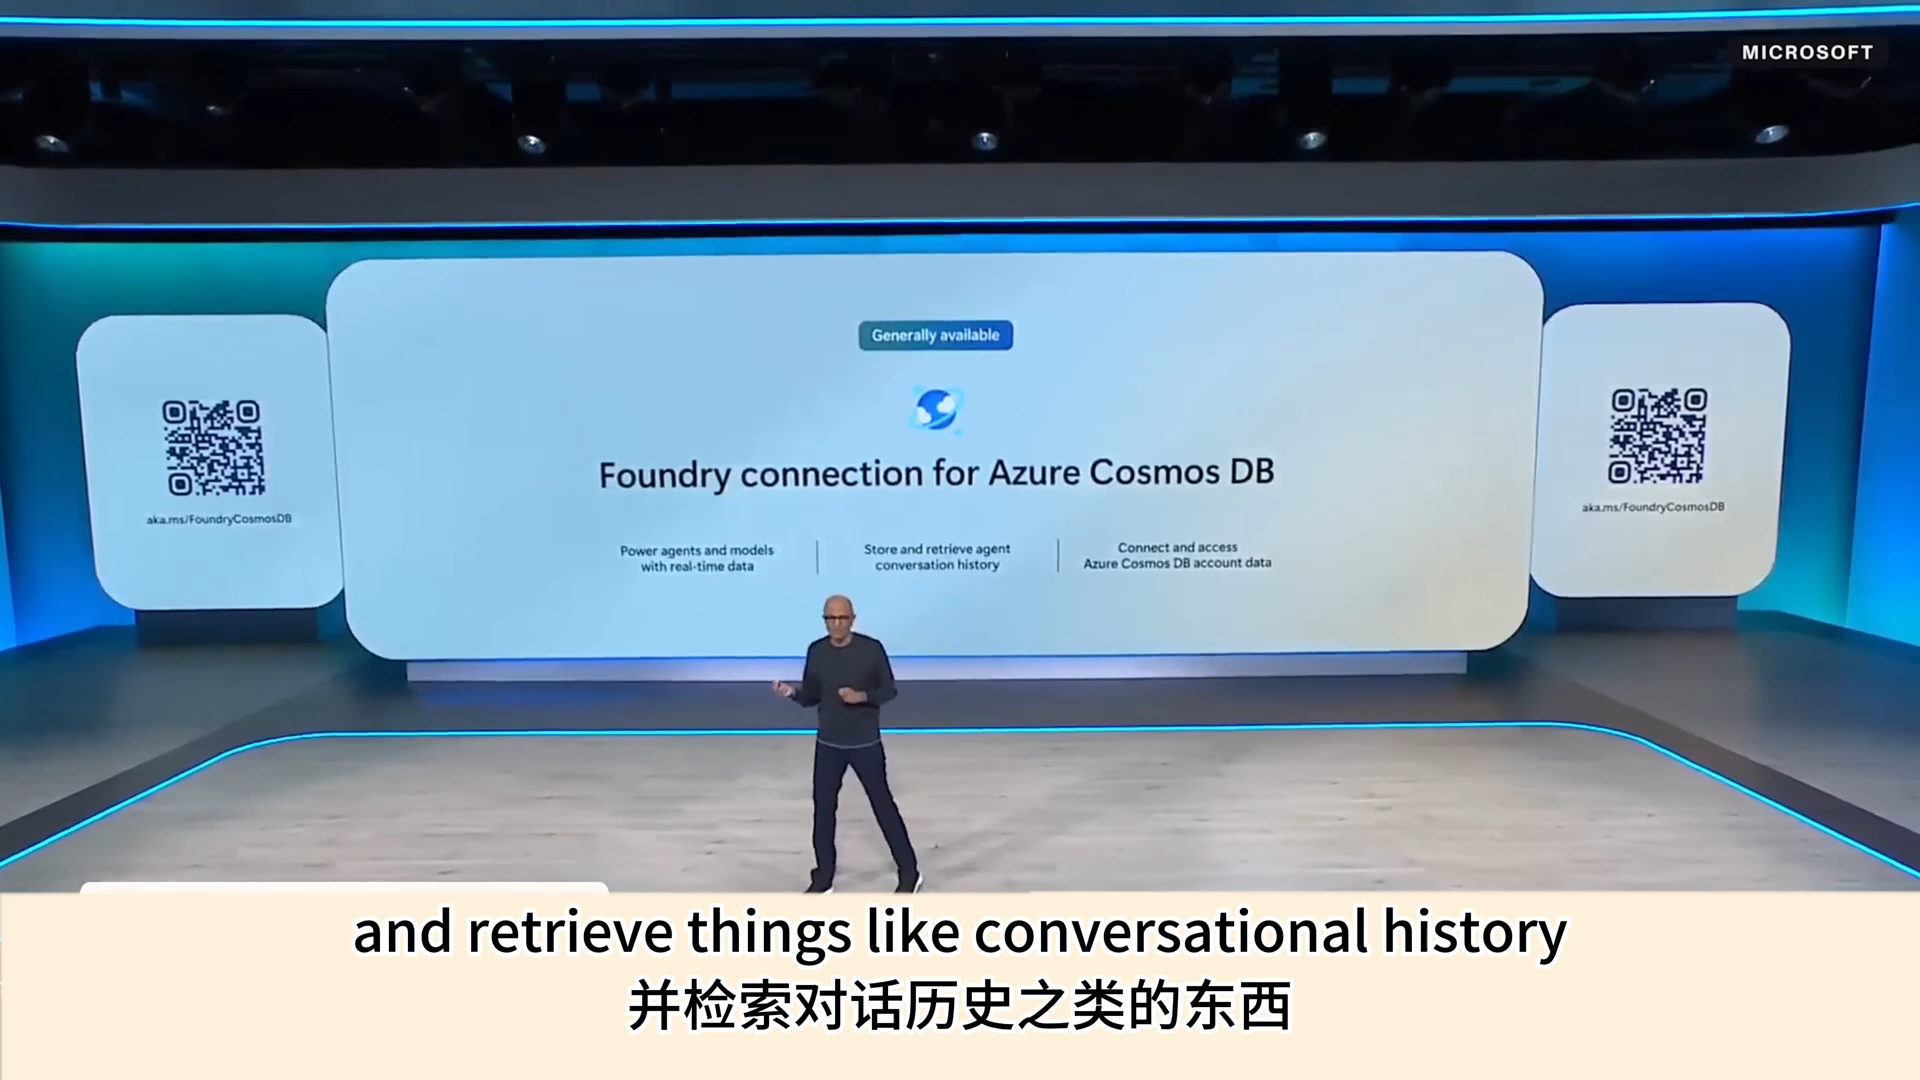 MICROSOFT
Generally available
Foundry connection for Azure Cosmos DB
Power agents and models
with real-time data
Store and retrieve agent
conversation history
Connect and access
Azure Cosmos DB account data
aka.ms/FoundryCosmosDB
aka.ms/FoundryCosmosDB
and retrieve things like conversational history
并检索对话历史之类的东西